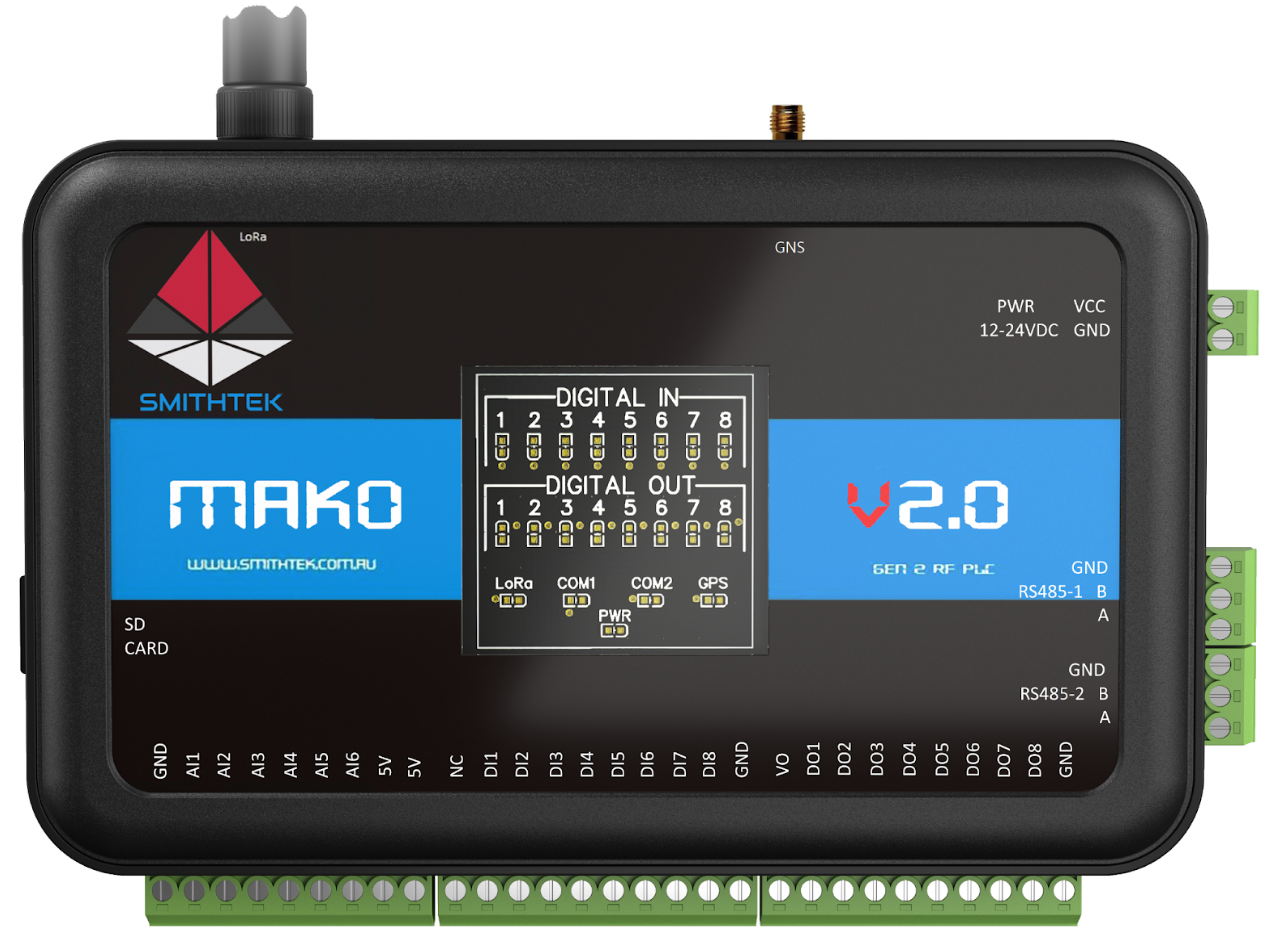 LoRa
GNS
SMITHTEK
PWR VCC
12-24VDC GND
DIGITAL IN
1 2 3 4 5 6 7 8
DIGITAL OUT
1 2 3 4 5 6 7 8
LoRa COM1 COM2 GPS
PWR
MAKO
WWW.SMITHTEK.COM.AU
V2.0
GEN 2 RF PLC
GND
RS485-1 B
A
SD
CARD
GND
RS485-2 B
A
GND AI1 AI2 AI3 AI4 AI5 AI6 5V 5V NC DI1 DI2 DI3 DI4 DI5 DI6 DI7 DI8 GND VO DO1 DO2 DO3 DO4 DO5 DO6 DO7 DO8 GND